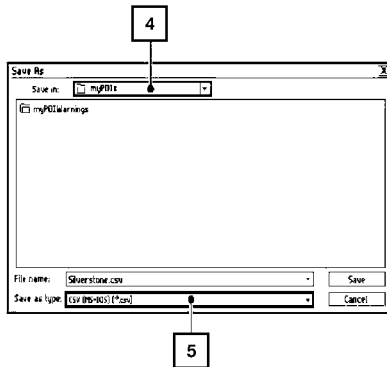 4
Save As
Save in: myPOIs
myPOIWarnings
File name: Silverstone.csv Save
Save as type: CSV (MS-DOS) (*.csv) Cancel
5